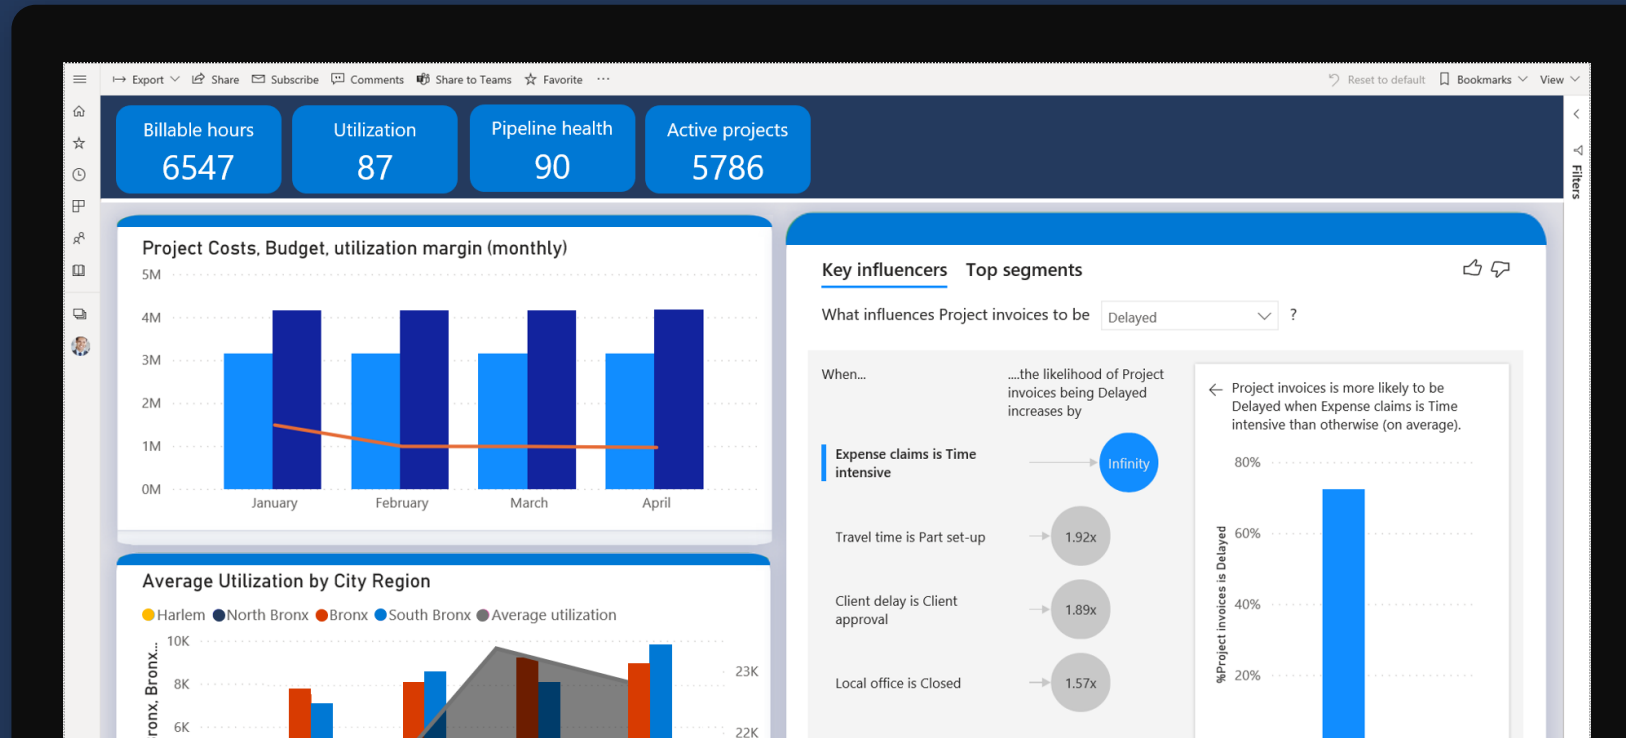 Export Share Subscribe Comments Share to Teams Favorite ... Reset to default Bookmarks View
Billable hours
6547
Utilization
87
Pipeline health
90
Active projects
5786
Filters
Project Costs, Budget, utilization margin (monthly)
5M
4M
3M
2M
1M
0M
January February March April
Average Utilization by City Region
Harlem North Bronx Bronx South Bronx Average utilization
10K
8K
6K
23K
22K
ronx, Bronx...
Key influencers Top segments
What influences Project invoices to be Delayed ?
When...
....the likelihood of Project
invoices being Delayed
increases by
Expense claims is Time
intensive
Infinity
Travel time is Part set-up
1.92x
Client delay is Client
approval
1.89x
Local office is Closed
1.57x
Project invoices is more likely to be
Delayed when Expense claims is Time
intensive than otherwise (on average).
80%
60%
40%
20%
%Project invoices is Delayed